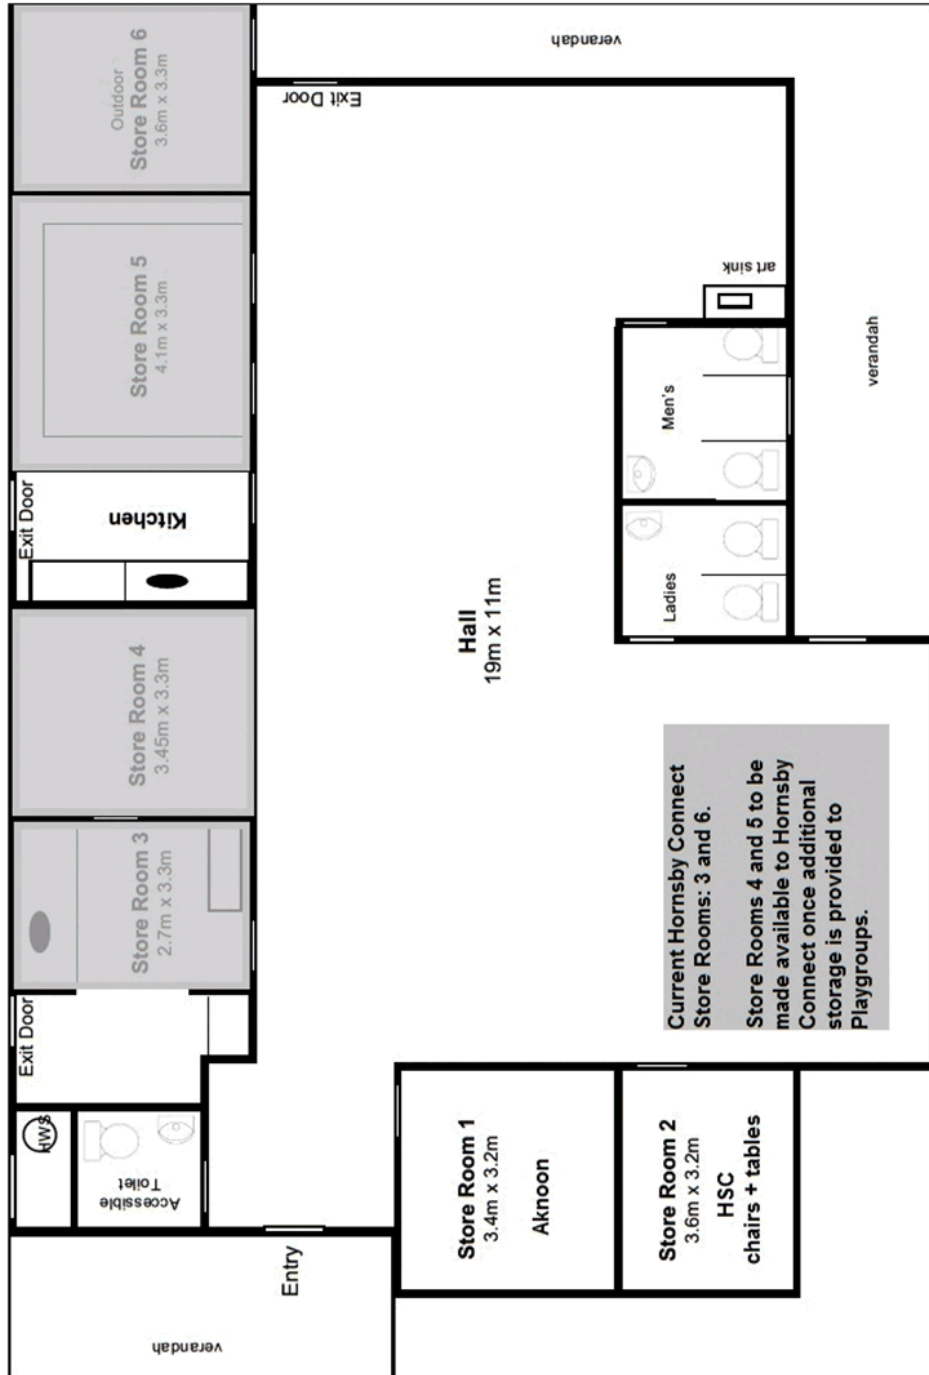 verandah
Outdoor
Store Room 6
3.6m x 3.3m
Exit Door
Store Room 5
4.1m x 3.3m
art sink
verandah
Men's
Exit Door
Kitchen
Ladies
Hall
19m x 11m
Store Room 4
3.45m x 3.3m
Store Room 3
2.7m x 3.3m
Current Hornsby Connect
Store Rooms: 3 and 6.
Store Rooms 4 and 5 to be
made available to Hornsby
Connect once additional
storage is provided to
Playgroups.
Exit Door
HWS
Accessible
Toilet
Store Room 1
3.4m x 3.2m
Aknoon
Store Room 2
3.6m x 3.2m
HSC
chairs + tables
Entry
verandah